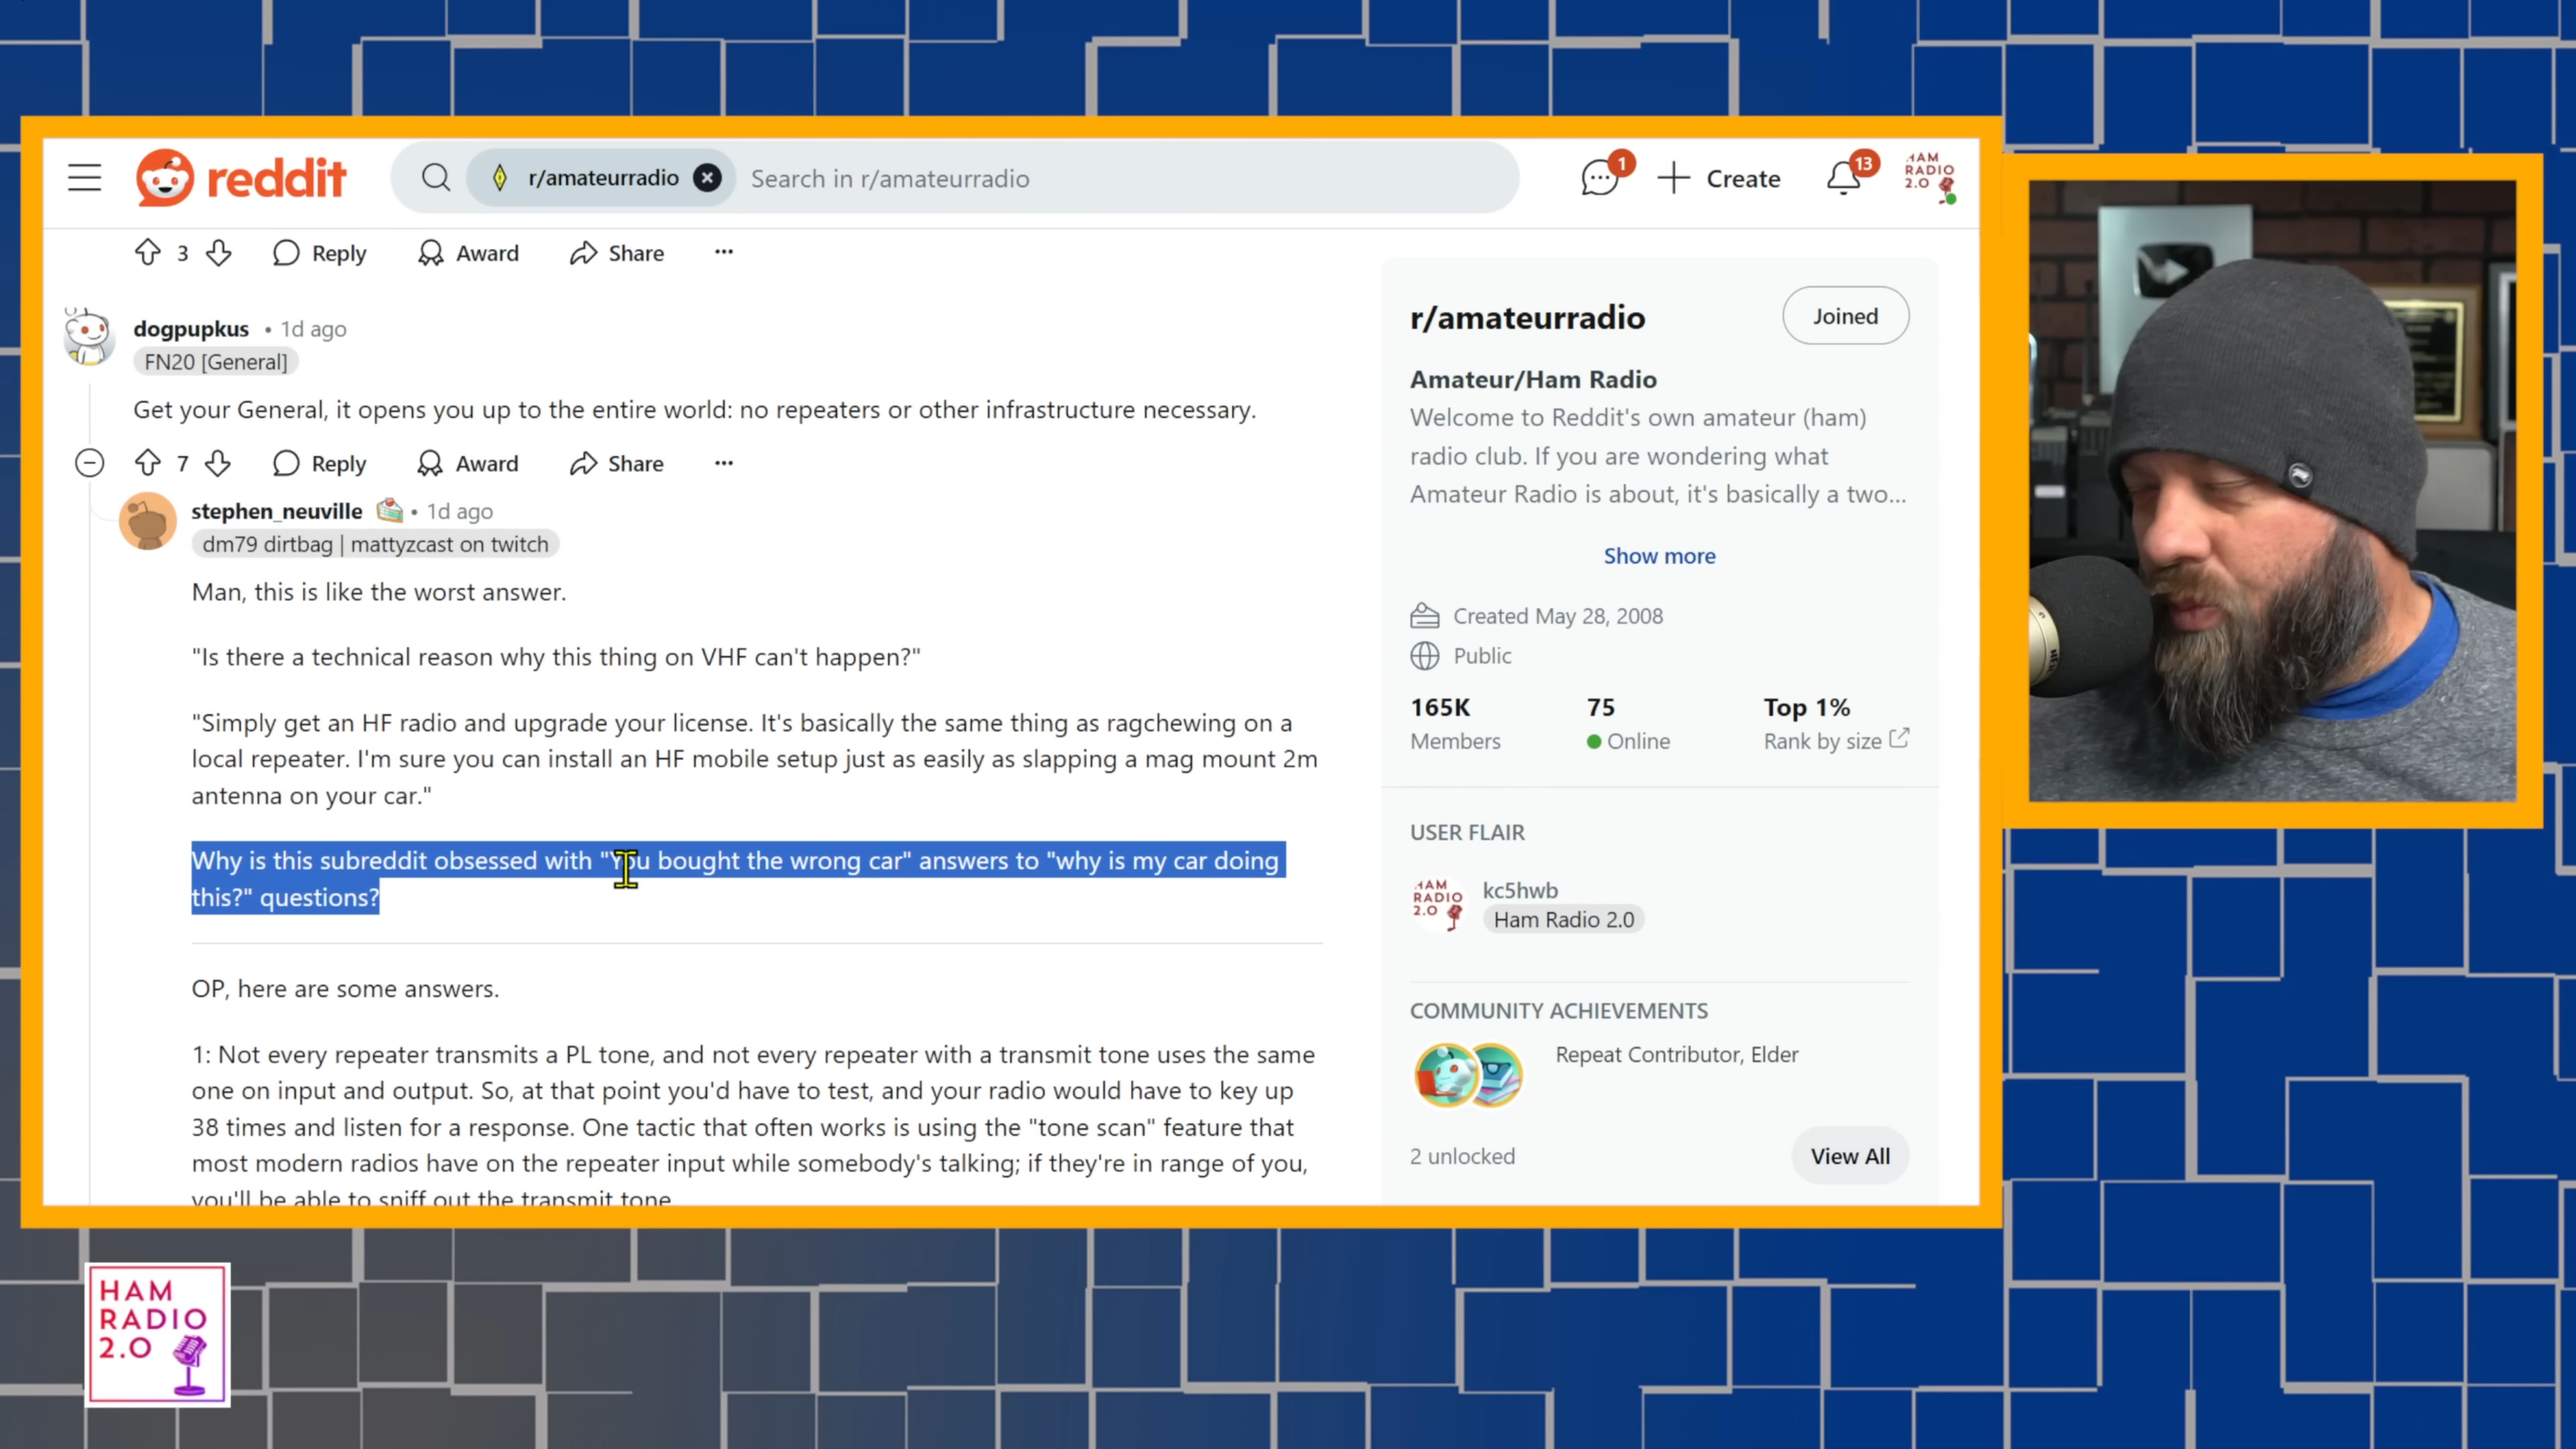 reddit
r/amateurradio
Search in r/amateurradio
1
Create
13
HAM
RADIO
2.0
3
Reply
Award
Share
dogpupkus • 1d ago
FN20 [General]
Get your General, it opens you up to the entire world: no repeaters or other infrastructure necessary.
7
Reply
Award
Share
stephen_neuville • 1d ago
dm79 dirtbag | mattyzcast on twitch
Man, this is like the worst answer.
"Is there a technical reason why this thing on VHF can't happen?"
"Simply get an HF radio and upgrade your license. It's basically the same thing as ragchewing on a
local repeater. I'm sure you can install an HF mobile setup just as easily as slapping a mag mount 2m
antenna on your car."
Why is this subreddit obsessed with "You bought the wrong car" answers to "why is my car doing
this?" questions?
OP, here are some answers.
1: Not every repeater transmits a PL tone, and not every repeater with a transmit tone uses the same
one on input and output. So, at that point you'd have to test, and your radio would have to key up
38 times and listen for a response. One tactic that often works is using the "tone scan" feature that
most modern radios have on the repeater input while somebody's talking; if they're in range of you,
you'll be able to sniff out the transmit tone.
r/amateurradio
Joined
Amateur/Ham Radio
Welcome to Reddit's own amateur (ham)
radio club. If you are wondering what
Amateur Radio is about, it's basically a two...
Show more
Created May 28, 2008
Public
165K
Members
75
Online
Top 1%
Rank by size
USER FLAIR
HAM
RADIO
2.0
kc5hwb
Ham Radio 2.0
COMMUNITY ACHIEVEMENTS
Repeat Contributor, Elder
2 unlocked
View All
HAM
RADIO
2.0